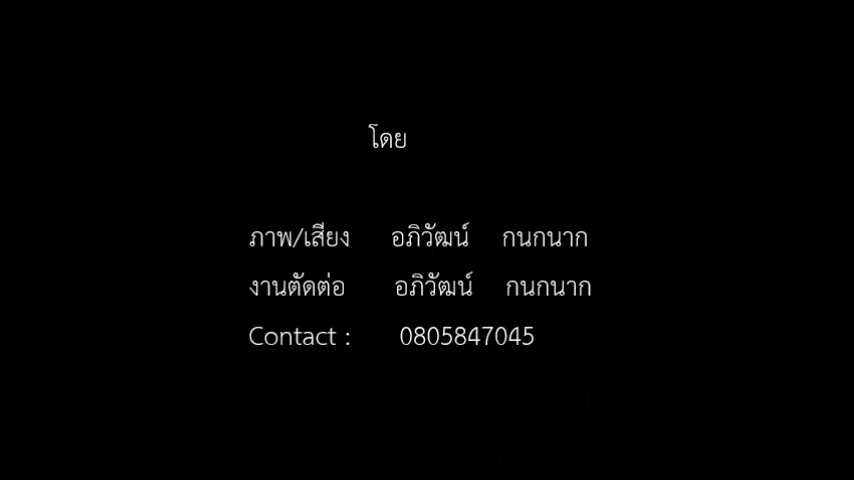 โดย
ภาพ/เสียง อภิวัฒน์ กนกนาก
งานตัดต่อ อภิวัฒน์ กนกนาก
Contact : 0805847045